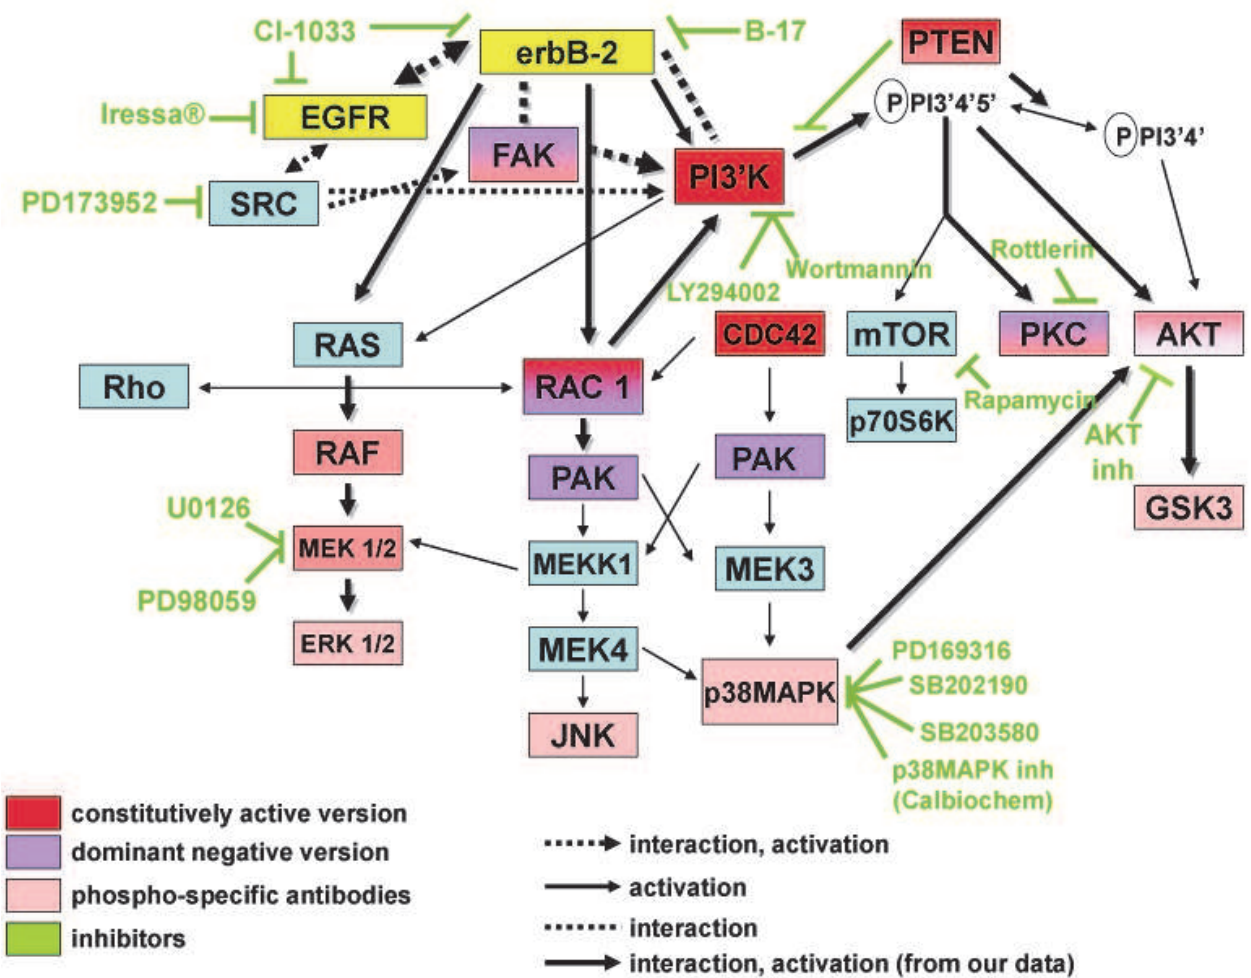 CI-1033
erbB-2
B-17
PTEN
Iressa®
EGFR
P PI3'4'5'
P PI3'4'
FAK
PD173952
SRC
PI3'K
Rottlerin
Wortmannin
LY294002
RAS
CDC42
mTOR
PKC
AKT
Rho
RAC 1
Rapamycin
p70S6K
AKT
inh
RAF
PAK
PAK
U0126
GSK3
MEK 1/2
MEKK1
MEK3
PD98059
ERK 1/2
MEK4
p38MAPK
PD169316
SB202190
JNK
SB203580
p38MAPK inh
(Calbiochem)
constitutively active version
dominant negative version
phospho-specific antibodies
inhibitors
interaction, activation
activation
interaction
interaction, activation (from our data)